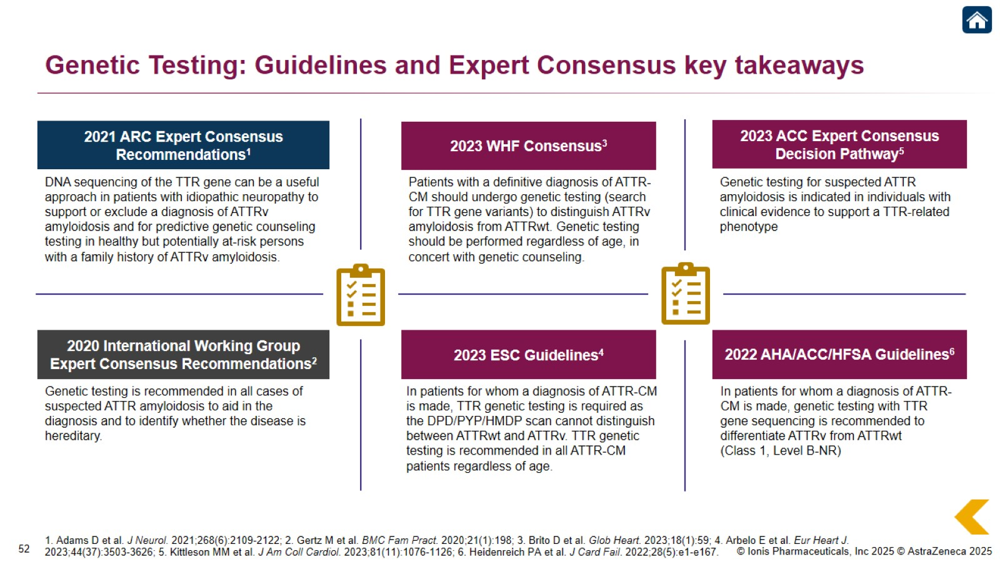 Genetic Testing: Guidelines and Expert Consensus key takeaways
2021 ARC Expert Consensus
Recommendations¹
DNA sequencing of the TTR gene can be a useful
approach in patients with idiopathic neuropathy to
support or exclude a diagnosis of ATTRv
amyloidosis and for predictive genetic counseling
testing in healthy but potentially at-risk persons
with a family history of ATTRv amyloidosis.
2023 WHF Consensus³
Patients with a definitive diagnosis of ATTR-
CM should undergo genetic testing (search
for TTR gene variants) to distinguish ATTRv
amyloidosis from ATTRwt. Genetic testing
should be performed regardless of age, in
concert with genetic counseling.
2023 ACC Expert Consensus
Decision Pathway⁵
Genetic testing for suspected ATTR
amyloidosis is indicated in individuals with
clinical evidence to support a TTR-related
phenotype
2020 International Working Group
Expert Consensus Recommendations²
Genetic testing is recommended in all cases of
suspected ATTR amyloidosis to aid in the
diagnosis and to identify whether the disease is
hereditary.
2023 ESC Guidelines⁴
In patients for whom a diagnosis of ATTR-CM
is made, TTR genetic testing is required as
the DPD/PYP/HMDP scan cannot distinguish
between ATTRwt and ATTRv. TTR genetic
testing is recommended in all ATTR-CM
patients regardless of age.
2022 AHA/ACC/HFSA Guidelines⁶
In patients for whom a diagnosis of ATTR-
CM is made, genetic testing with TTR
gene sequencing is recommended to
differentiate ATTRv from ATTRwt
(Class 1, Level B-NR)
1. Adams D et al. J Neurol. 2021;268(6):2109-2122; 2. Gertz M et al. BMC Fam Pract. 2020;21(1):198; 3. Brito D et al. Glob Heart. 2023;18(1):59; 4. Arbelo E et al. Eur Heart J.
2023;44(37):3503-3626; 5. Kittleson MM et al. J Am Coll Cardiol. 2023;81(11):1076-1126; 6. Heidenreich PA et al. J Card Fail. 2022;28(5):e1-e167.
52
© Ionis Pharmaceuticals, Inc 2025 © AstraZeneca 2025